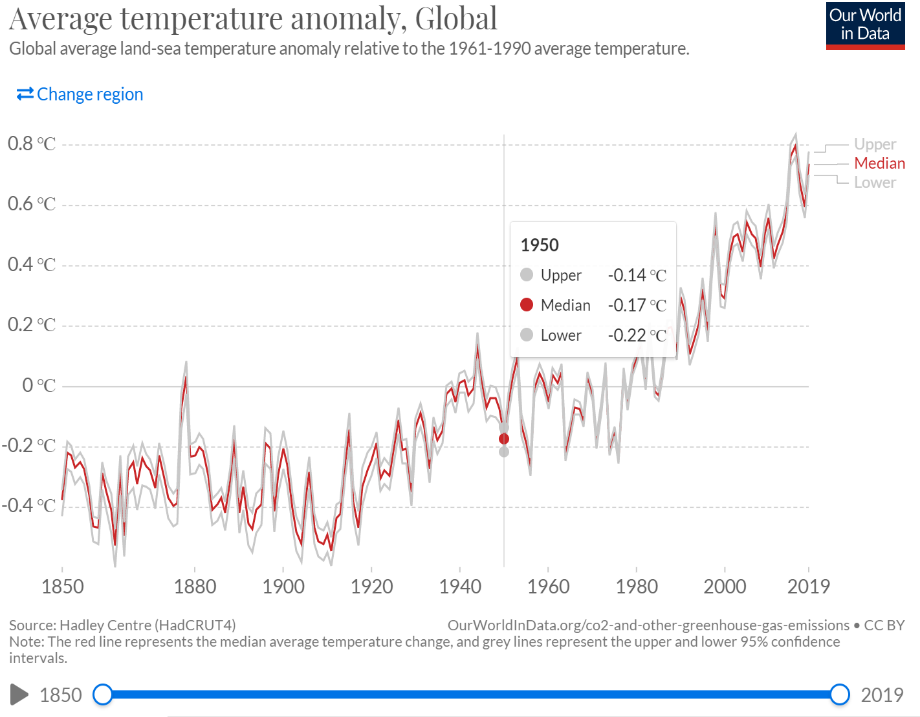 Average temperature anomaly, Global
Global average land-sea temperature anomaly relative to the 1961-1990 average temperature.
Our World
in Data
⇄ Change region
0.8 °C
0.6 °C
0.4 °C
0.2 °C
0 °C
-0.2 °C
-0.4 °C
Upper
Median
Lower
1950
Upper -0.14 °C
Median -0.17 °C
Lower -0.22 °C
1850 1880 1900 1920 1940 1960 1980 2000 2019
Source: Hadley Centre (HadCRUT4) OurWorldInData.org/co2-and-other-greenhouse-gas-emissions • CC BY
Note: The red line represents the median average temperature change, and grey lines represent the upper and lower 95% confidence
intervals.
1850 2019